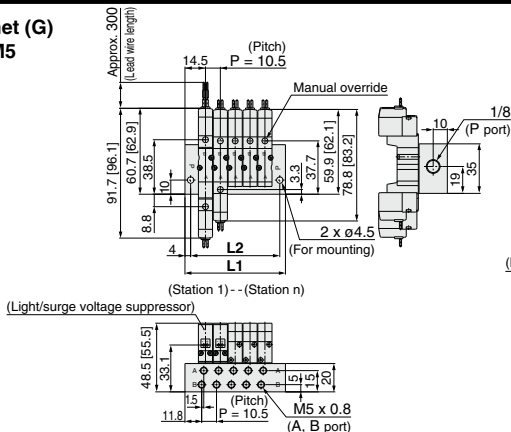 et (G)
M5
Approx. 300
(Lead wire length)
14.5
(Pitch)
P = 10.5
Manual override
91.7 [96.1]
60.7 [62.9]
38.5
10
8.8
3.3
37.7
59.9 [62.1]
78.8 [83.2]
4
L2
L1
2 x ø4.5
(For mounting)
(Station 1) - - (Station n)
10
1/8
(P port)
19
35
(Light/surge voltage suppressor)
48.5 [55.5]
33.1
A
A
B
B
1.5
11.8
(Pitch)
P = 10.5
5
15
20
M5 x 0.8
(A, B port)